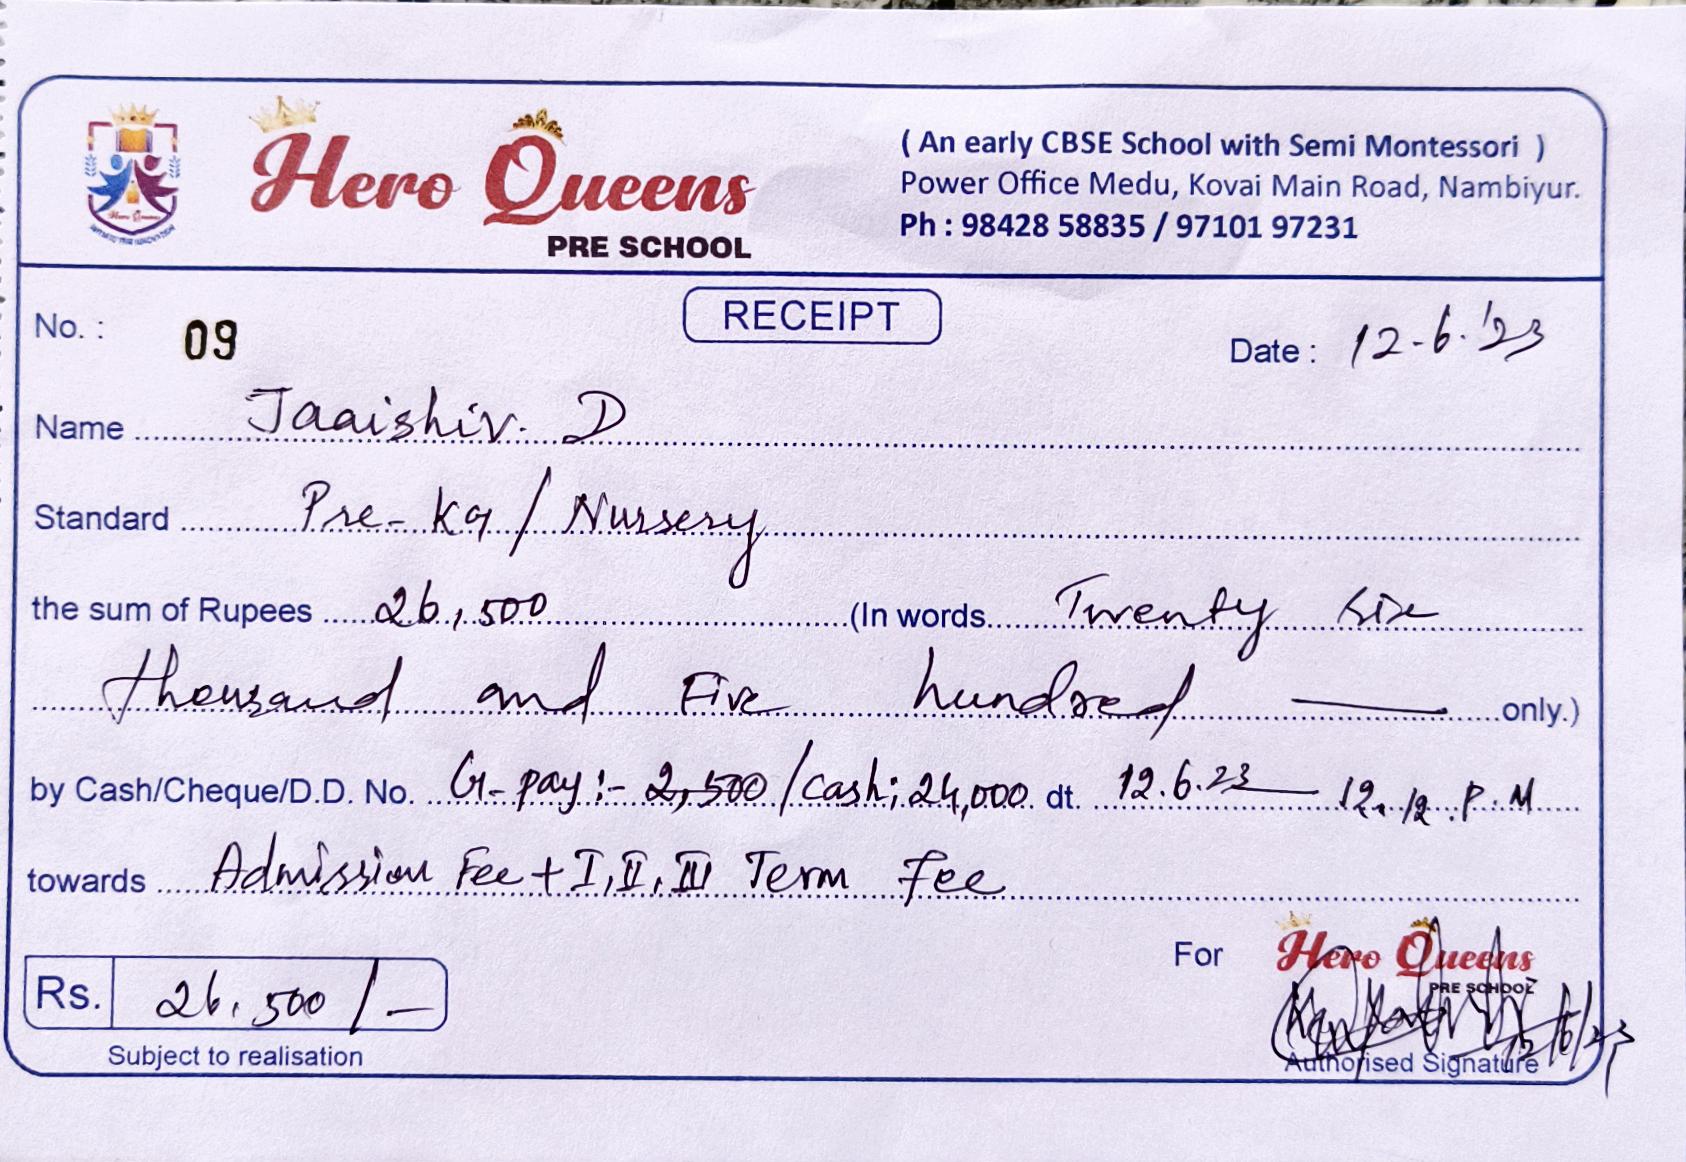 Hero Queens
PRE SCHOOL
( An early CBSE School with Semi Montessori )
Power Office Medu, Kovai Main Road, Nambiyur.
Ph : 98428 58835 / 97101 97231
RECEIPT
No. : 09
Date : 12-6-'23
Name Jaaishiv. D
Standard Pre-KG / Nursery
the sum of Rupees 26,500 (In words Twenty six
thousand and Five hundred — only.)
by Cash/Cheque/D.D. No. G-pay:- 2,500 / Cash; 24,000 dt. 12.6.23 — 12.12 P.M
towards Admission Fee + I, II, III Term Fee
For Hero Queens
PRE SCHOOL
Rs. 26,500/-
12/6/23
Subject to realisation
Authorised Signature